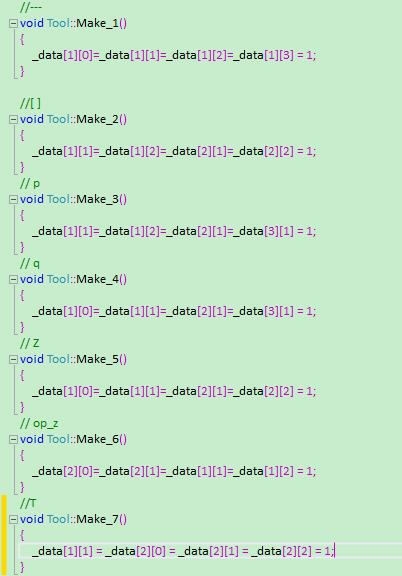 //---
void Tool::Make_1()
{
_data[1][0]=_data[1][1]=_data[1][2]=_data[1][3] = 1;
}
//[ ]
void Tool::Make_2()
{
_data[1][1]=_data[1][2]=_data[2][1]=_data[2][2] = 1;
}
// p
void Tool::Make_3()
{
_data[1][1]=_data[1][2]=_data[2][1]=_data[3][1] = 1;
}
// q
void Tool::Make_4()
{
_data[1][0]=_data[1][1]=_data[2][1]=_data[3][1] = 1;
}
// Z
void Tool::Make_5()
{
_data[1][0]=_data[1][1]=_data[2][1]=_data[2][2] = 1;
}
// op_z
void Tool::Make_6()
{
_data[2][0]=_data[2][1]=_data[1][1]=_data[1][2] = 1;
}
//T
void Tool::Make_7()
{
_data[1][1] = _data[2][0] = _data[2][1] = _data[2][2] = 1;
}